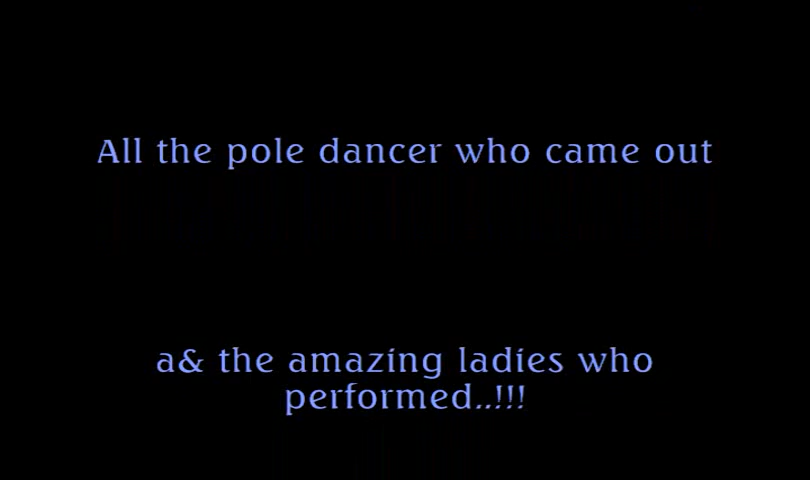 All the pole dancer who came out
a& the amazing ladies who
performed..!!!